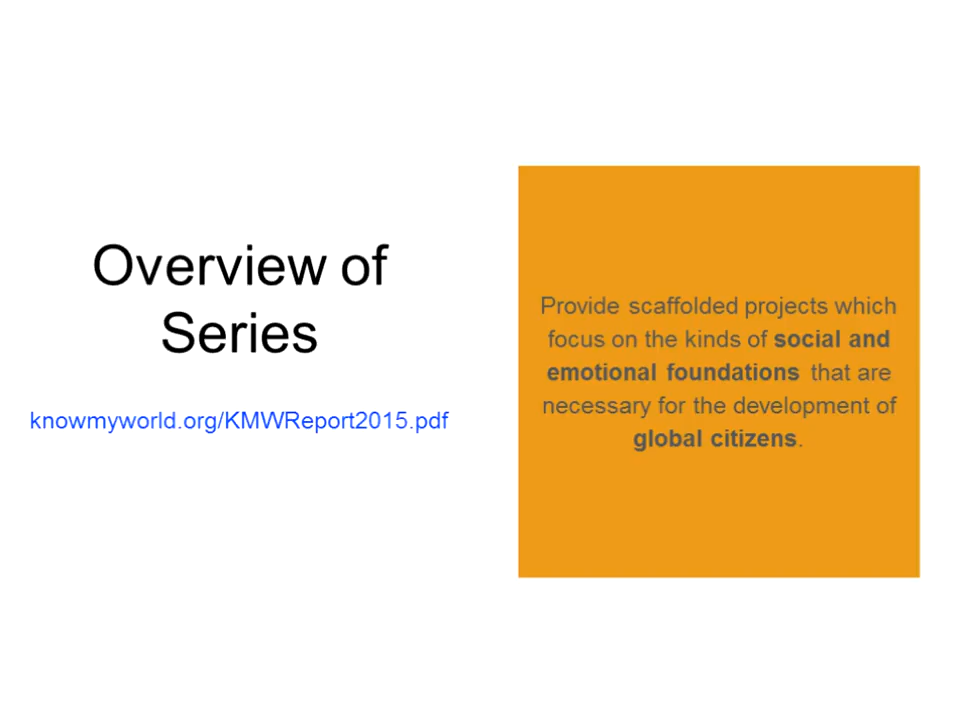 Overview of
Series
knowmyworld.org/KMWReport2015.pdf
Provide scaffolded projects which
focus on the kinds of social and
emotional foundations that are
necessary for the development of
global citizens.